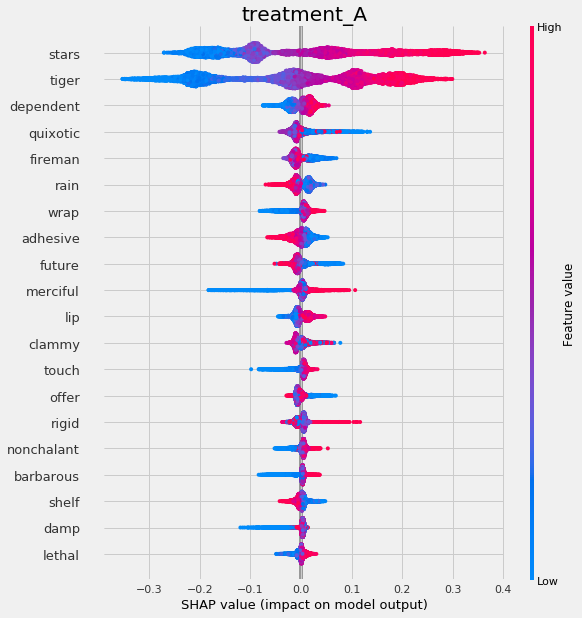 treatment_A
High
stars
tiger
dependent
quixotic
fireman
rain
wrap
adhesive
future
merciful
lip
clammy
touch
offer
rigid
nonchalant
barbarous
shelf
damp
lethal
Feature value
Low
−0.3 −0.2 −0.1 0.0 0.1 0.2 0.3 0.4
SHAP value (impact on model output)